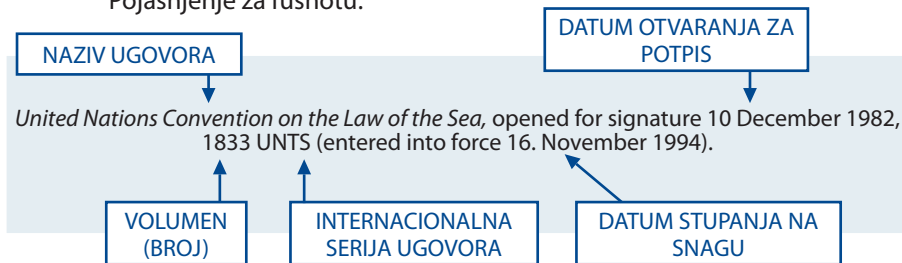 Pojašnjenje za fusnotu:
NAZIV UGOVORA
DATUM OTVARANJA ZA
POTPIS
United Nations Convention on the Law of the Sea, opened for signature 10 December 1982,
1833 UNTS (entered into force 16. November 1994).
VOLUMEN
(BROJ)
INTERNACIONALNA
SERIJA UGOVORA
DATUM STUPANJA NA
SNAGU